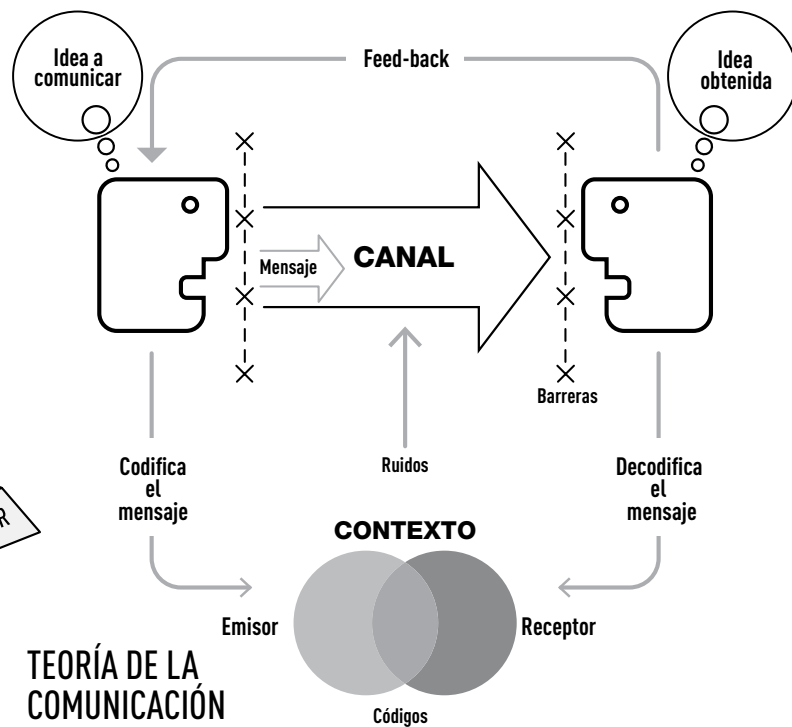 Idea a
comunicar
Feed-back
Idea
obtenida
Mensaje
CANAL
Barreras
Codifica
el
mensaje
Ruidos
Decodifica
el
mensaje
CONTEXTO
Emisor
Receptor
TEORÍA DE LA
COMUNICACIÓN
Códigos